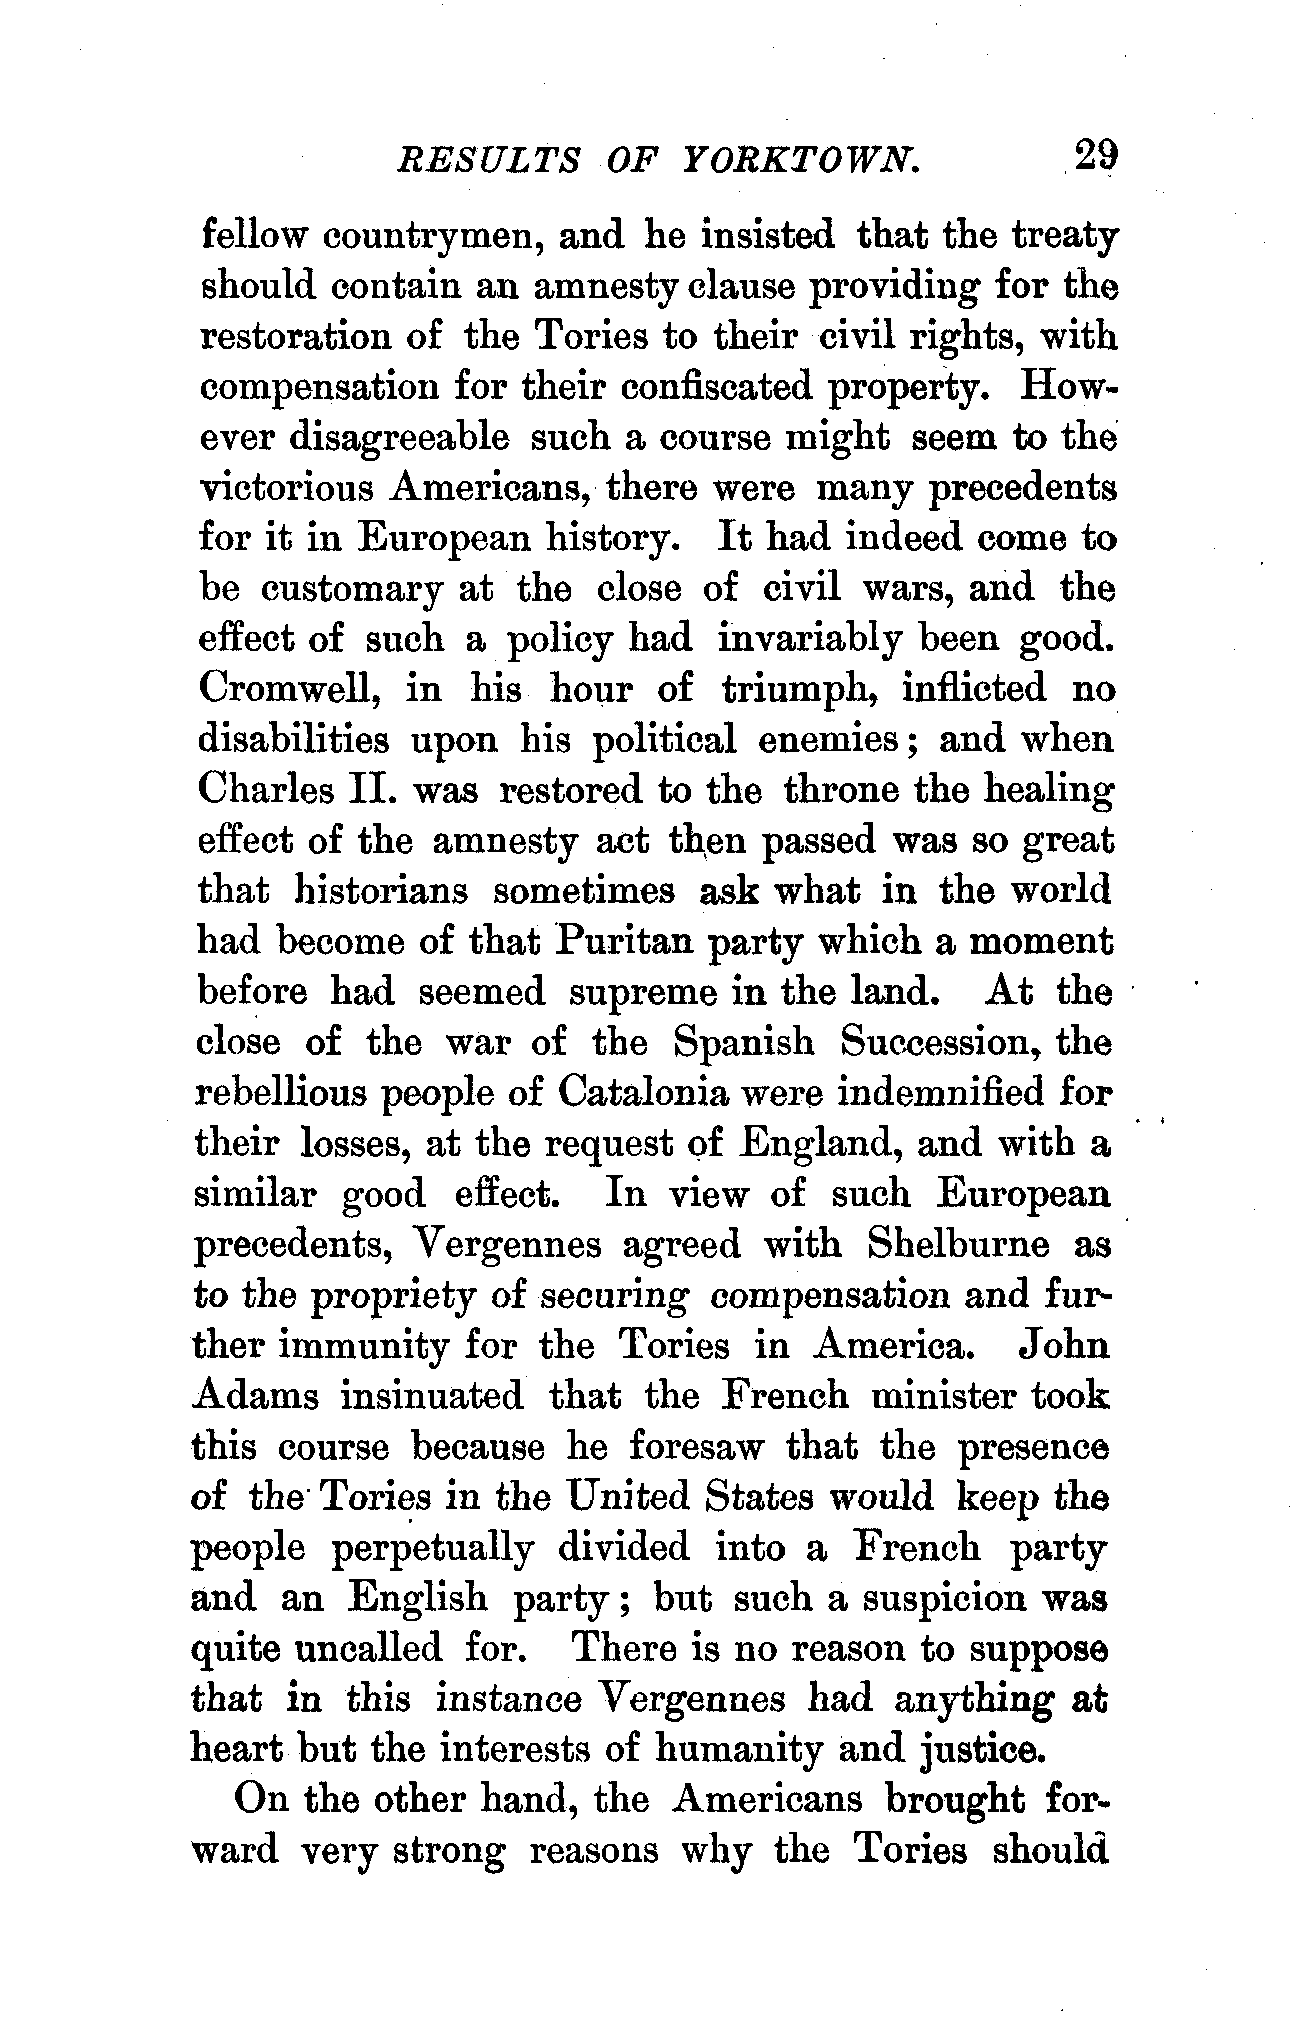 RESULTS OF YORKTOWN. 29
fellow countrymen, and he insisted that the treaty
should contain an amnesty clause providing for the
restoration of the Tories to their civil rights, with
compensation for their confiscated property. How-
ever disagreeable such a course might seem to the
victorious Americans, there were many precedents
for it in European history. It had indeed come to
be customary at the close of civil wars, and the
effect of such a policy had invariably been good.
Cromwell, in his hour of triumph, inflicted no
disabilities upon his political enemies; and when
Charles II. was restored to the throne the healing
effect of the amnesty act then passed was so great
that historians sometimes ask what in the world
had become of that Puritan party which a moment
before had seemed supreme in the land. At the
close of the war of the Spanish Succession, the
rebellious people of Catalonia were indemnified for
their losses, at the request of England, and with a
similar good effect. In view of such European
precedents, Vergennes agreed with Shelburne as
to the propriety of securing compensation and fur-
ther immunity for the Tories in America. John
Adams insinuated that the French minister took
this course because he foresaw that the presence
of the Tories in the United States would keep the
people perpetually divided into a French party
and an English party; but such a suspicion was
quite uncalled for. There is no reason to suppose
that in this instance Vergennes had anything at
heart but the interests of humanity and justice.
On the other hand, the Americans brought for-
ward very strong reasons why the Tories should